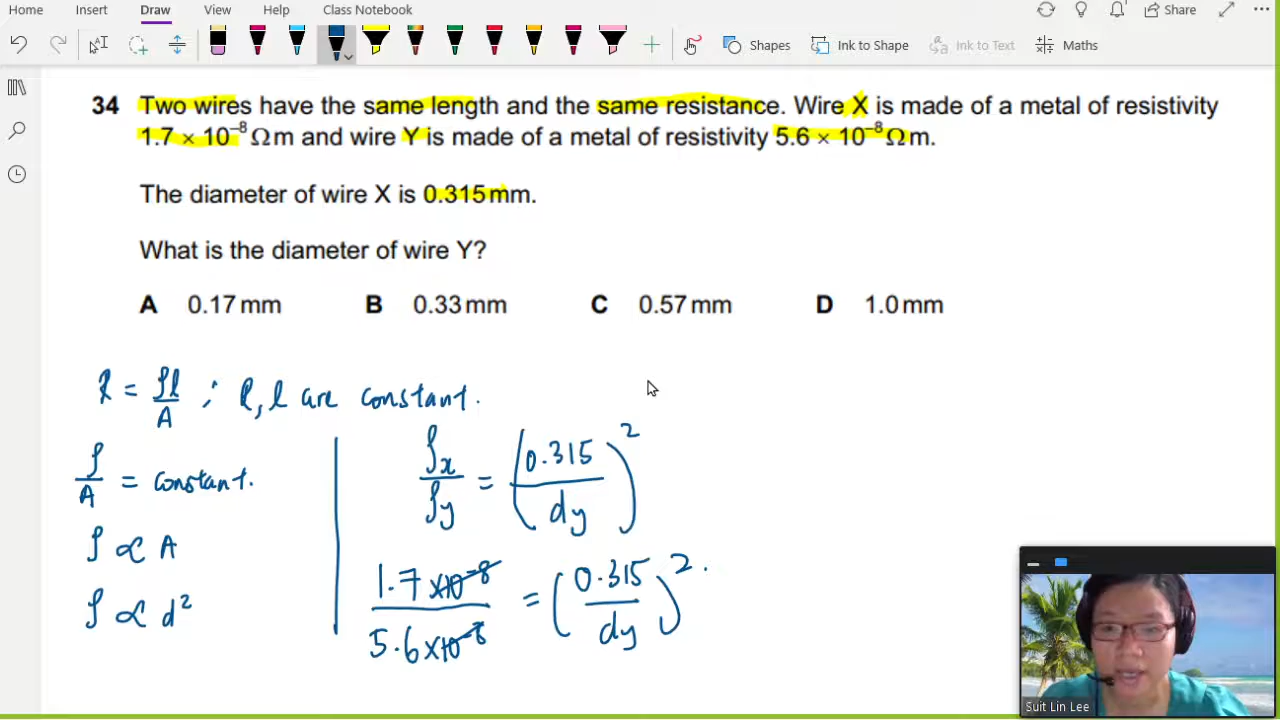 Home Insert Draw View Help Class Notebook Share
Shapes Ink to Shape Ink to Text Maths
34 Two wires have the same length and the same resistance. Wire X is made of a metal of resistivity
1.7 × 10⁻⁸ Ωm and wire Y is made of a metal of resistivity 5.6 × 10⁻⁸ Ωm.
The diameter of wire X is 0.315 mm.
What is the diameter of wire Y?
A 0.17 mm B 0.33 mm C 0.57 mm D 1.0 mm
R = ρl/A ; R, l are constant.
ρ/A = constant.
ρ ∝ A
ρ ∝ d²
ρx/ρy = (0.315/dy)²
1.7×10⁻⁸/5.6×10⁻⁸ = (0.315/dy)².
Suit Lin Lee